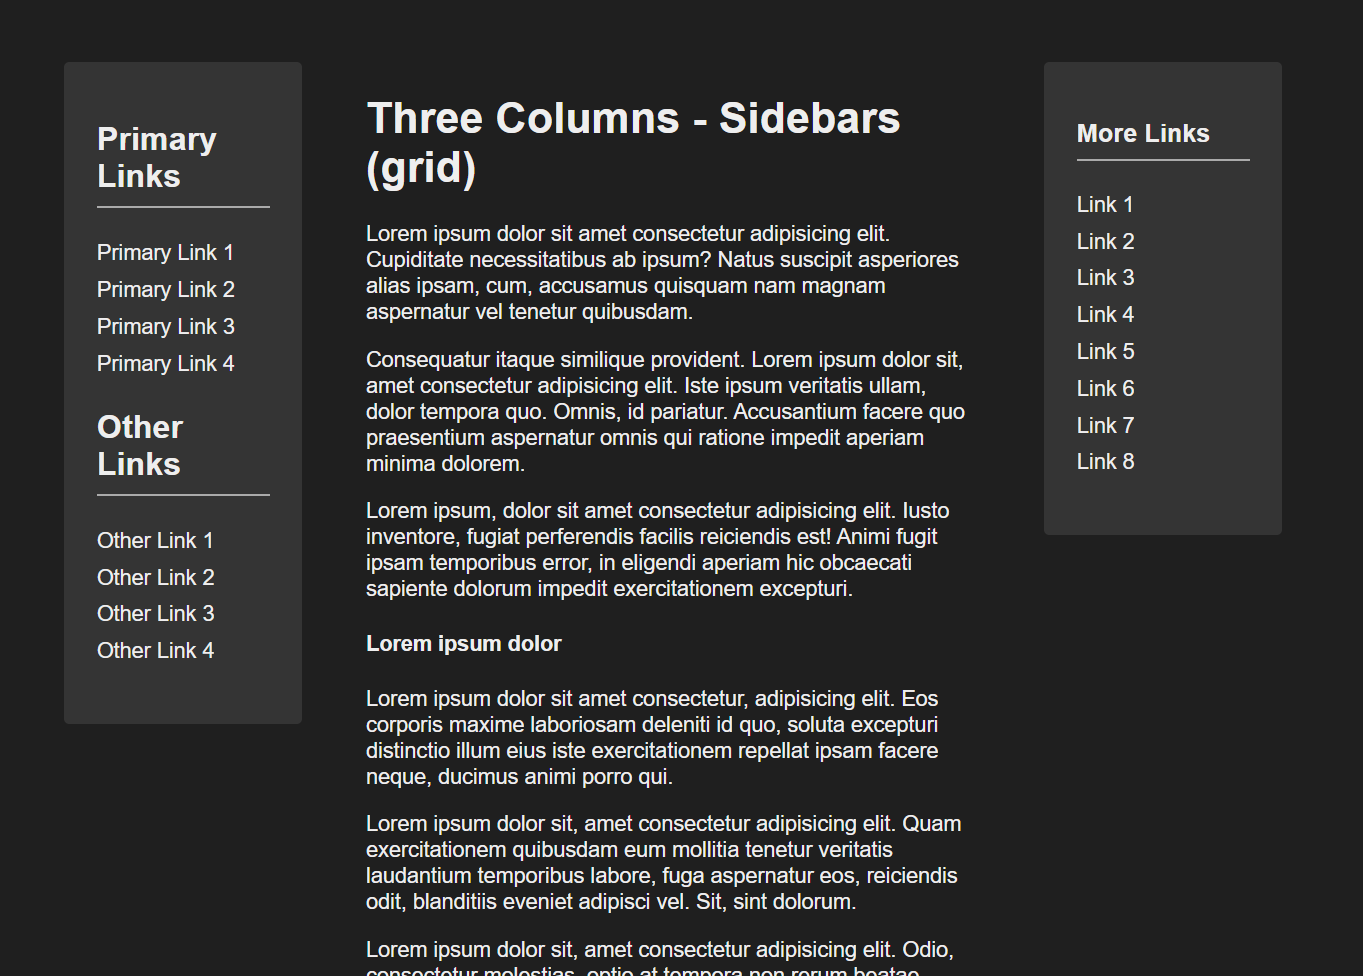 Primary
Links
Primary Link 1
Primary Link 2
Primary Link 3
Primary Link 4
Other
Links
Other Link 1
Other Link 2
Other Link 3
Other Link 4
Three Columns - Sidebars
(grid)
Lorem ipsum dolor sit amet consectetur adipisicing elit.
Cupiditate necessitatibus ab ipsum? Natus suscipit asperiores
alias ipsam, cum, accusamus quisquam nam magnam
aspernatur vel tenetur quibusdam.
Consequatur itaque similique provident. Lorem ipsum dolor sit,
amet consectetur adipisicing elit. Iste ipsum veritatis ullam,
dolor tempora quo. Omnis, id pariatur. Accusantium facere quo
praesentium aspernatur omnis qui ratione impedit aperiam
minima dolorem.
Lorem ipsum, dolor sit amet consectetur adipisicing elit. Iusto
inventore, fugiat perferendis facilis reiciendis est! Animi fugit
ipsam temporibus error, in eligendi aperiam hic obcaecati
sapiente dolorum impedit exercitationem excepturi.
Lorem ipsum dolor
Lorem ipsum dolor sit amet consectetur, adipisicing elit. Eos
corporis maxime laboriosam deleniti id quo, soluta excepturi
distinctio illum eius iste exercitationem repellat ipsam facere
neque, ducimus animi porro qui.
Lorem ipsum dolor sit, amet consectetur adipisicing elit. Quam
exercitationem quibusdam eum mollitia tenetur veritatis
laudantium temporibus labore, fuga aspernatur eos, reiciendis
odit, blanditiis eveniet adipisci vel. Sit, sint dolorum.
Lorem ipsum dolor sit, amet consectetur adipisicing elit. Odio,
consectetur molestias, optio at tempora non rerum beatae
More Links
Link 1
Link 2
Link 3
Link 4
Link 5
Link 6
Link 7
Link 8